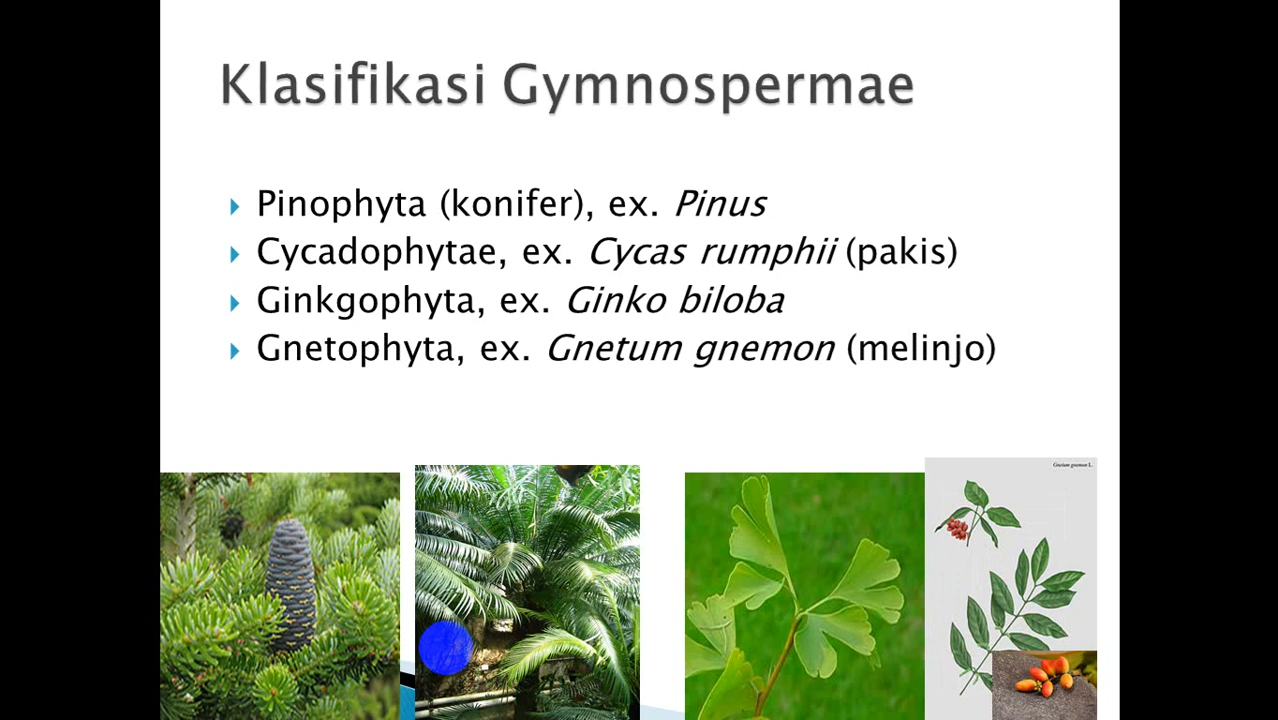 Klasifikasi Gymnospermae
Pinophyta (konifer), ex. Pinus
Cycadophytae, ex. Cycas rumphii (pakis)
Ginkgophyta, ex. Ginko biloba
Gnetophyta, ex. Gnetum gnemon (melinjo)
Gnetum gnemon L.